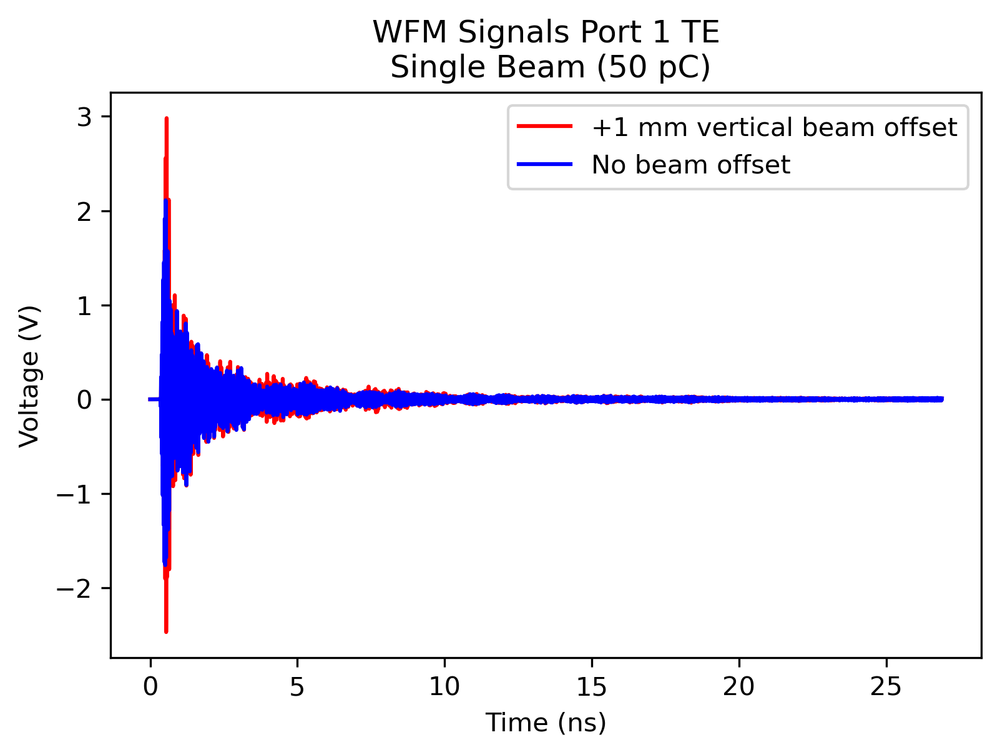 WFM Signals Port 1 TE
Single Beam (50 pC)
+1 mm vertical beam offset
No beam offset
3
2
1
0
−1
−2
Voltage (V)
0 5 10 15 20 25
Time (ns)